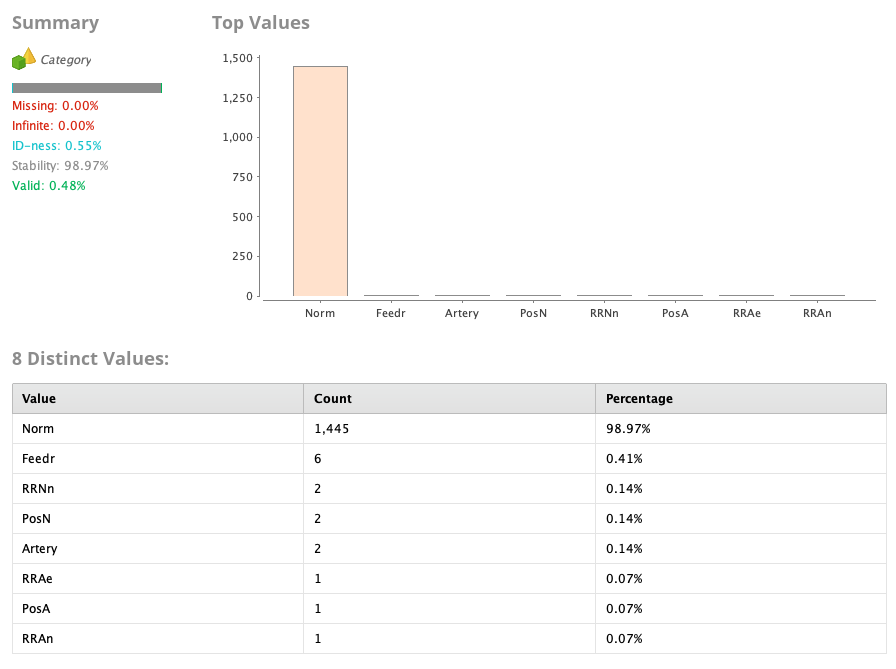 Summary
Category
Missing: 0.00%
Infinite: 0.00%
ID-ness: 0.55%
Stability: 98.97%
Valid: 0.48%
Top Values
1,500
1,250
1,000
750
500
250
0
Norm Feedr Artery PosN RRNn PosA RRAe RRAn
8 Distinct Values:
Value Count Percentage
Norm 1,445 98.97%
Feedr 6 0.41%
RRNn 2 0.14%
PosN 2 0.14%
Artery 2 0.14%
RRAe 1 0.07%
PosA 1 0.07%
RRAn 1 0.07%